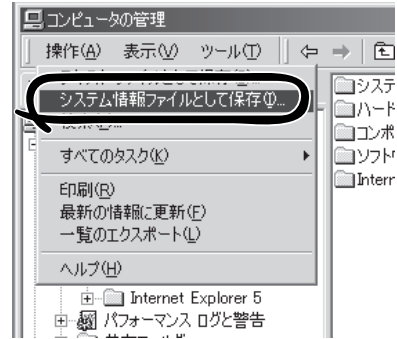 コンピュータの管理
操作(A) 表示(V) ツール(T)
システム情報ファイルとして保存(I)...
すべてのタスク(K)
印刷(R)
最新の情報に更新(F)
一覧のエクスポート(L)
ヘルプ(H)
Internet Explorer 5
パフォーマンス ログと警告
システ
ハード
コンポ
ソフト
Intern